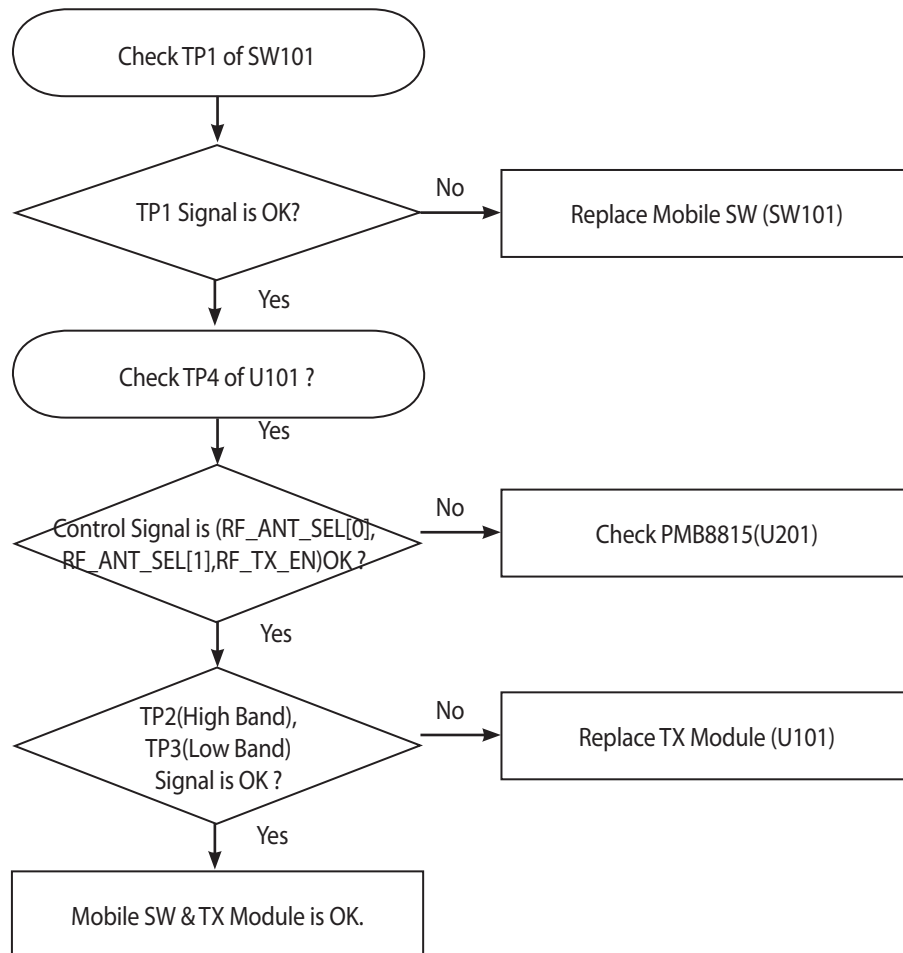 Check TP1 of SW101
TP1 Signal is OK?
No
Replace Mobile SW (SW101)
Yes
Check TP4 of U101 ?
Yes
Control Signal is (RF_ANT_SEL[0],
RF_ANT_SEL[1],RF_TX_EN)OK ?
No
Check PMB8815(U201)
Yes
TP2(High Band),
TP3(Low Band)
Signal is OK ?
No
Replace TX Module (U101)
Yes
Mobile SW & TX Module is OK.